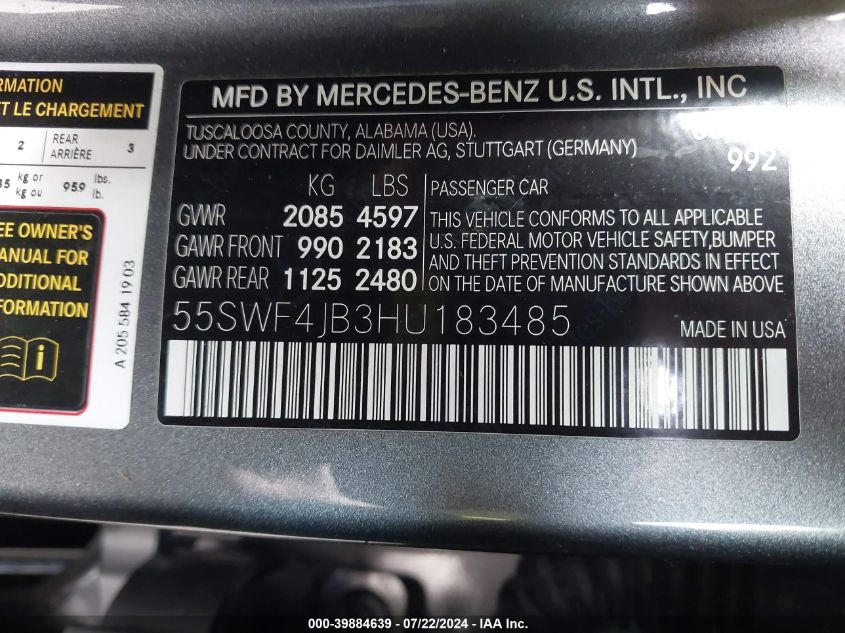 RMATION
ET LE CHARGEMENT
2 REAR ARRIÈRE 3
kg or
kg ou 959 lbs.
lb.
EE OWNER'S
MANUAL FOR
ADDITIONAL
NFORMATION
A 205 584 19 03
MFD BY MERCEDES-BENZ U.S. INTL., INC
TUSCALOOSA COUNTY, ALABAMA (USA).
UNDER CONTRACT FOR DAIMLER AG, STUTTGART (GERMANY)
992
KG LBS PASSENGER CAR
GVWR 2085 4597
GAWR FRONT 990 2183
GAWR REAR 1125 2480
THIS VEHICLE CONFORMS TO ALL APPLICABLE
U.S. FEDERAL MOTOR VEHICLE SAFETY,BUMPER
AND THEFT PREVENTION STANDARDS IN EFFECT
ON THE DATE OF MANUFACTURE SHOWN ABOVE
55SWF4JB3HU183485
MADE IN USA
000-39884639 - 07/22/2024 - IAA Inc.